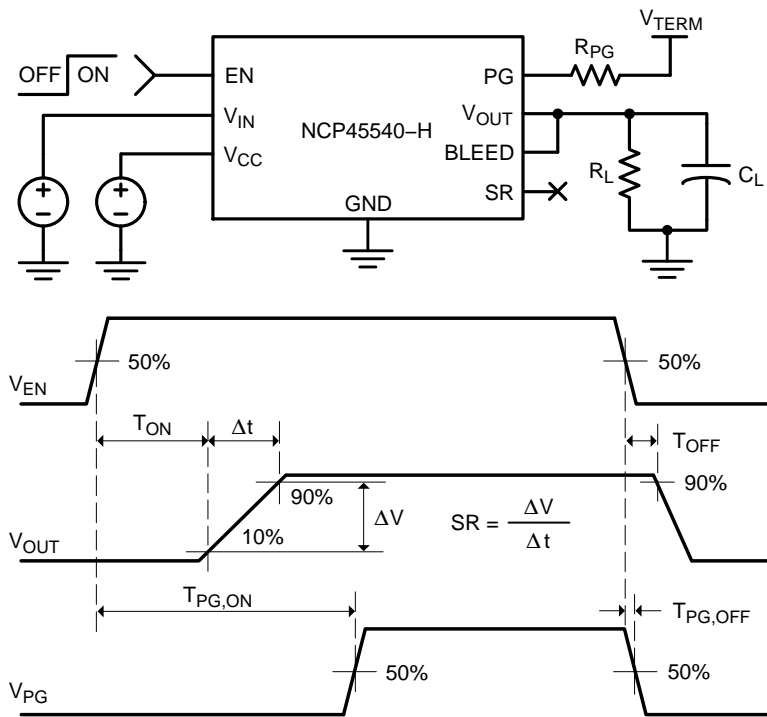 V_TERM
R_PG
OFF ON
EN
PG
V_IN
V_OUT
NCP45540–H
V_CC
BLEED
R_L
C_L
SR
GND
+
–
+
–
50%
50%
V_EN
T_ON
Δt
T_OFF
90%
90%
ΔV
SR = ΔV / Δt
10%
V_OUT
T_PG,ON
T_PG,OFF
50%
50%
V_PG